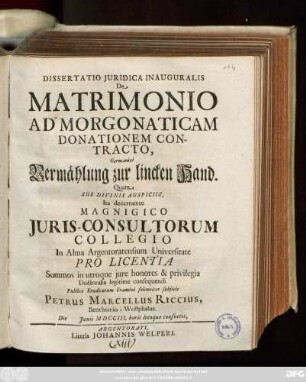 DISSERTATIO JURIDICA INAUGURALIS
De
MATRIMONIO
AD MORGONATICAM
DONATIONEM CON-
TRACTO,
Germanicè
Vermählung zur lincken Hand.
Quam
SUB DIVINIS AUSPICIIS,
Ita decernente
MAGNIGICO
JURIS-CONSULTORUM
COLLEGIO
In Alma Argentoratensium Universitate
PRO LICENTIA
Summos in utroque jure honores & privilegia
Doctoralia legitime consequendi
Publico Eruditorum Examini solemniter subjicit
PETRUS MARCELLUS RICCIUS,
Westphalus.
Die Junii MDCCIII. horis locoque consuetis,
ARGENTORATI,
Literis JOHANNIS WELPERI.
(XIII)